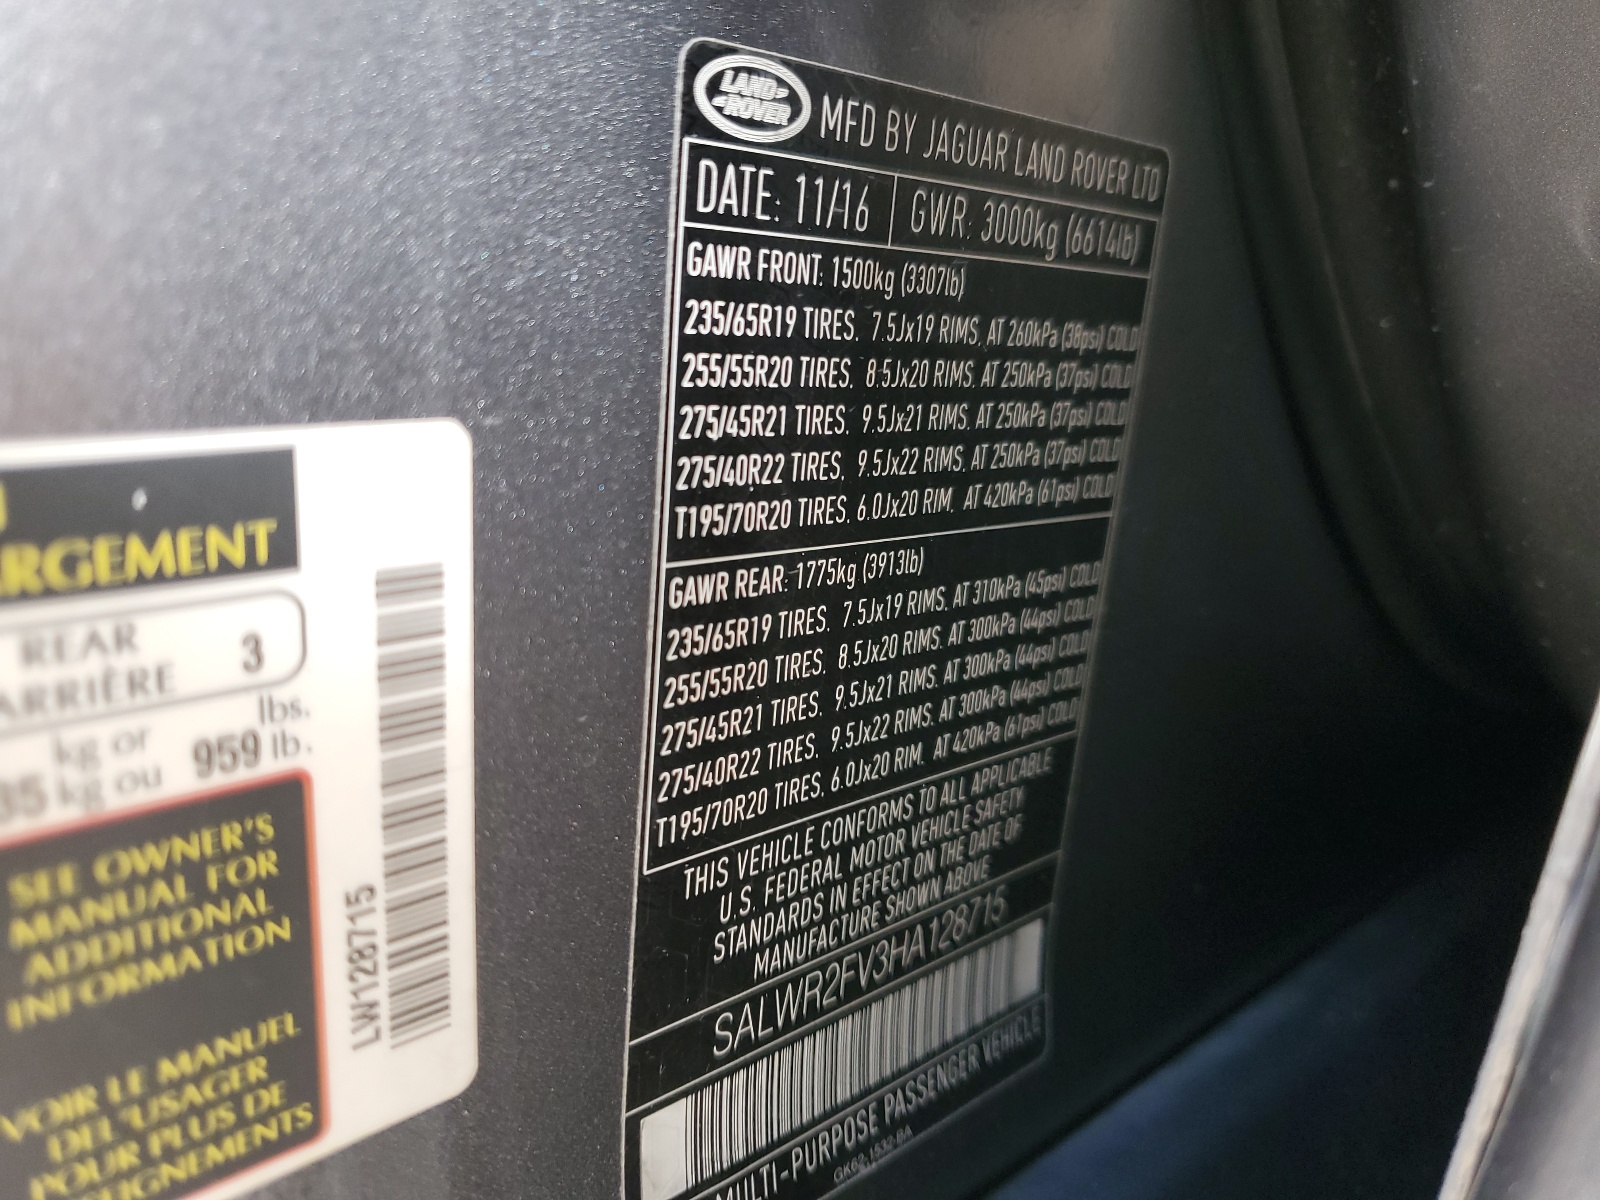 LAND
ROVER
MFD BY JAGUAR LAND ROVER LTD
DATE: 11/16 GWR: 3000kg (6614lb)
GAWR FRONT: 1500kg (3307lb)
235/65R19 TIRES, 7.5Jx19 RIMS, AT 260kPa (38psi) COLD
255/55R20 TIRES, 8.5Jx20 RIMS, AT 250kPa (37psi) COLD
275/45R21 TIRES, 9.5Jx21 RIMS, AT 250kPa (37psi) COLD
275/40R22 TIRES, 9.5Jx22 RIMS, AT 250kPa (37psi) COLD
T195/70R20 TIRES, 6.0Jx20 RIM, AT 420kPa (61psi) COLD
GAWR REAR: 1775kg (3913lb)
235/65R19 TIRES, 7.5Jx19 RIMS, AT 310kPa (45psi) COLD
255/55R20 TIRES, 8.5Jx20 RIMS, AT 300kPa (44psi) COLD
275/45R21 TIRES, 9.5Jx21 RIMS, AT 300kPa (44psi) COLD
275/40R22 TIRES, 9.5Jx22 RIMS, AT 300kPa (44psi) COLD
T195/70R20 TIRES, 6.0Jx20 RIM, AT 420kPa (61psi) COLD
THIS VEHICLE CONFORMS TO ALL APPLICABLE
U.S. FEDERAL MOTOR VEHICLE SAFETY
STANDARDS IN EFFECT ON THE DATE OF
MANUFACTURE SHOWN ABOVE
SALWR2FV3HA128715
MULTI-PURPOSE PASSENGER VEHICLE
GK62-1532-BA
RGEMENT
REAR
ARRIÈRE 3
kg or lbs.
35 kg ou 959 lb.
SEE OWNER'S
MANUAL FOR
ADDITIONAL
INFORMATION
VOIR LE MANUEL
DE L'USAGER
POUR PLUS DE
SEIGNEMENTS
LW128715